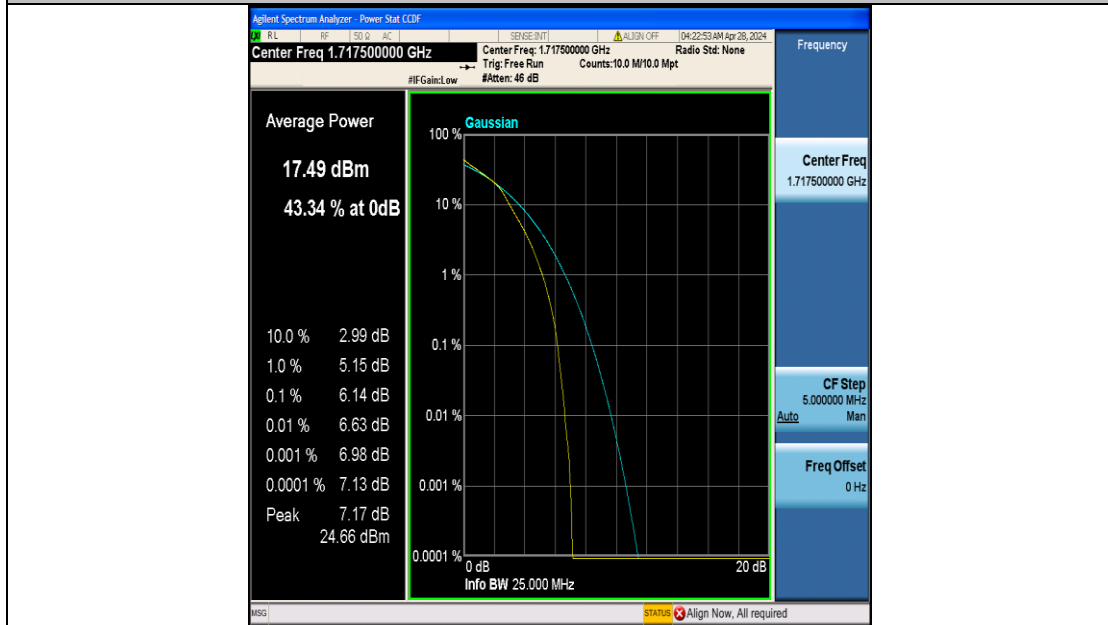 Agilent Spectrum Analyzer - Power Stat CCDF
RL RF 50 Ω AC SENSE:INT ALIGN OFF 04:22:53 AM Apr 28, 2024
Center Freq 1.717500000 GHz
Center Freq: 1.717500000 GHz Radio Std: None
Trig: Free Run Counts:10.0 M/10.0 Mpt
#IFGain:Low #Atten: 46 dB
Average Power
17.49 dBm
43.34 % at 0dB
10.0 % 2.99 dB
1.0 % 5.15 dB
0.1 % 6.14 dB
0.01 % 6.63 dB
0.001 % 6.98 dB
0.0001 % 7.13 dB
Peak 7.17 dB
24.66 dBm
Gaussian
100 %
10 %
1 %
0.1 %
0.01 %
0.001 %
0.0001 %
0 dB 20 dB
Info BW 25.000 MHz
Frequency
Center Freq
1.717500000 GHz
CF Step
5.000000 MHz
Auto Man
Freq Offset
0 Hz
MSG STATUS Align Now, All required